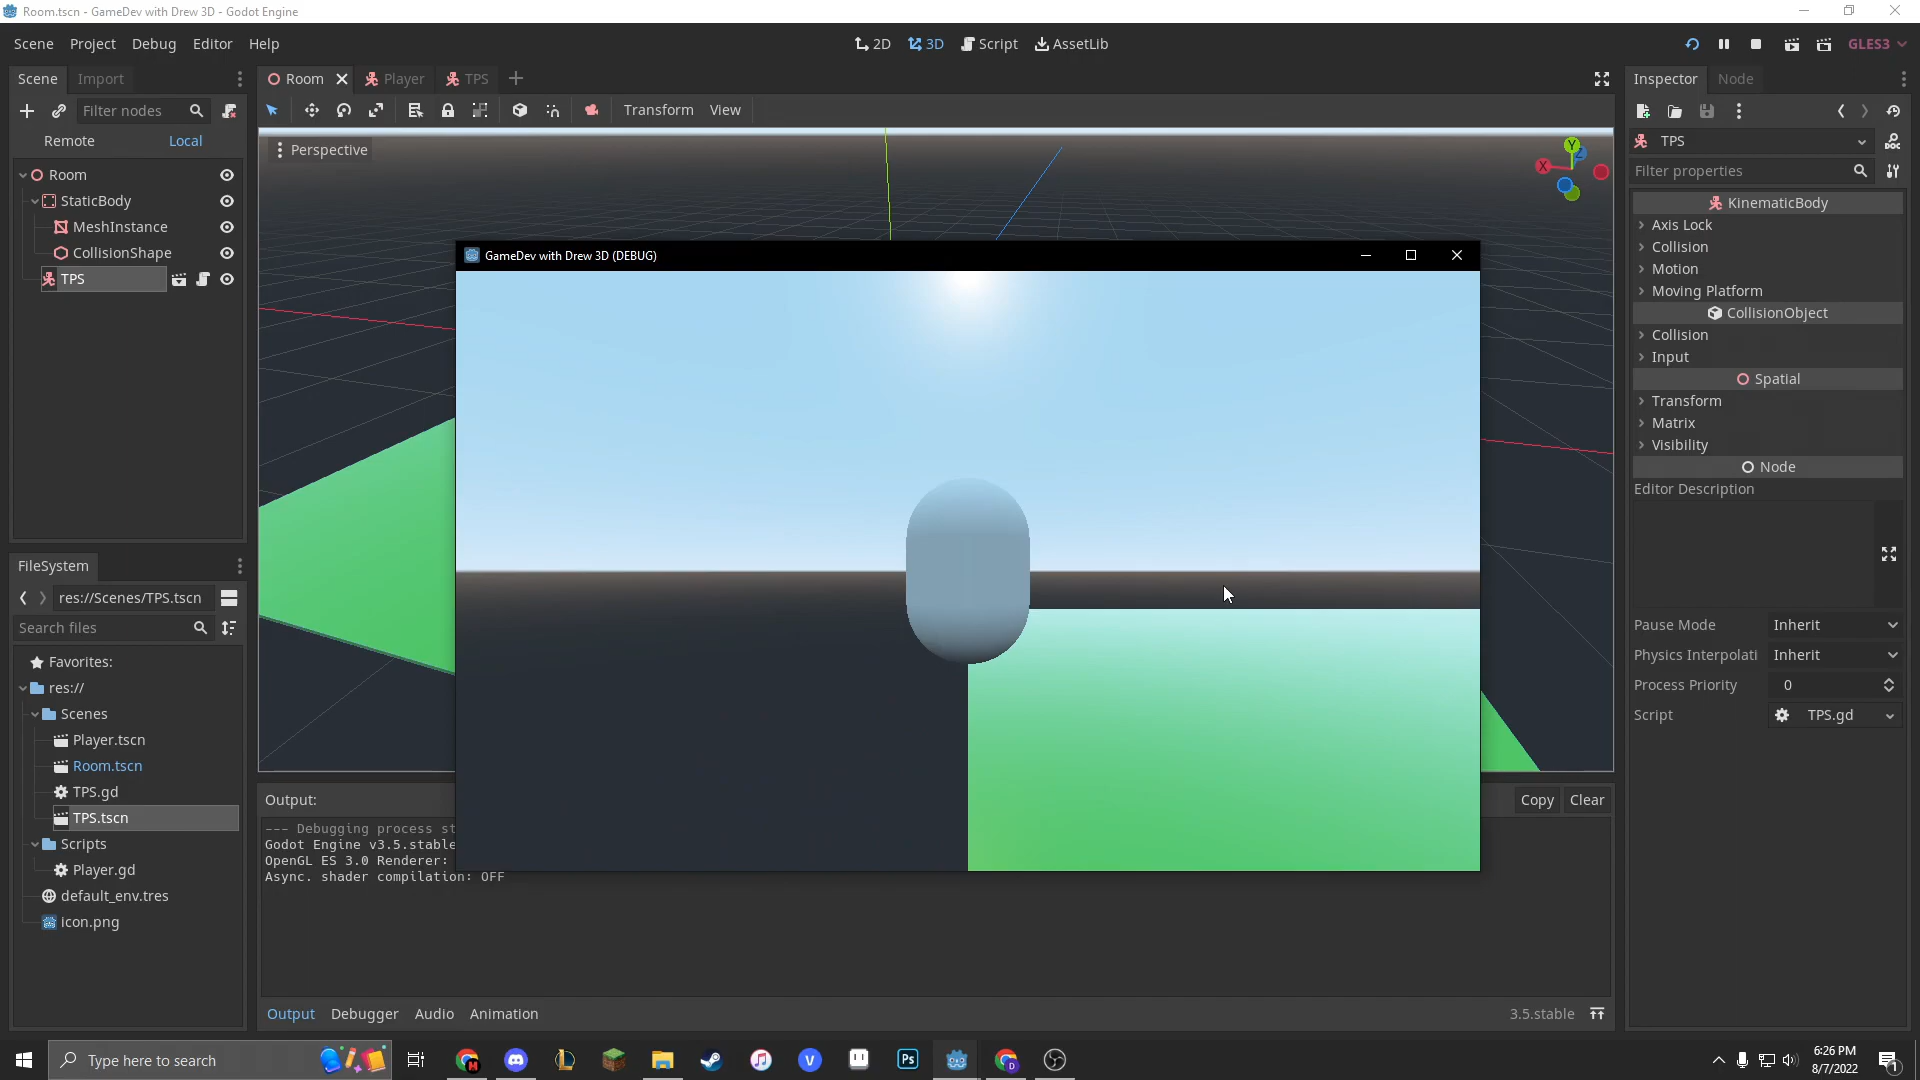 Room.tscn - GameDev with Drew 3D - Godot Engine
Scene Project Debug Editor Help
2D 3D Script AssetLib
GLES3
Scene Import
Room Player TPS
Inspector Node
Filter nodes
Transform View
Remote Local
Perspective
TPS
Filter properties
Room
StaticBody
MeshInstance
CollisionShape
TPS
Y
X
Z
KinematicBody
Axis Lock
Collision
Motion
Moving Platform
CollisionObject
Collision
Input
Spatial
Transform
Matrix
Visibility
Node
Editor Description
Pause Mode Inherit
Physics Interpolati Inherit
Process Priority 0
Script TPS.gd
GameDev with Drew 3D (DEBUG)
FileSystem
res://Scenes/TPS.tscn
Search files
Favorites:
res://
Scenes
Player.tscn
Room.tscn
TPS.gd
TPS.tscn
Scripts
Player.gd
default_env.tres
icon.png
Output:
Copy Clear
--- Debugging process st
Godot Engine v3.5.stable
OpenGL ES 3.0 Renderer:
Async. shader compilation: OFF
Output Debugger Audio Animation
3.5.stable
Type here to search
M
V
Ps
D
6:26 PM
8/7/2022
1